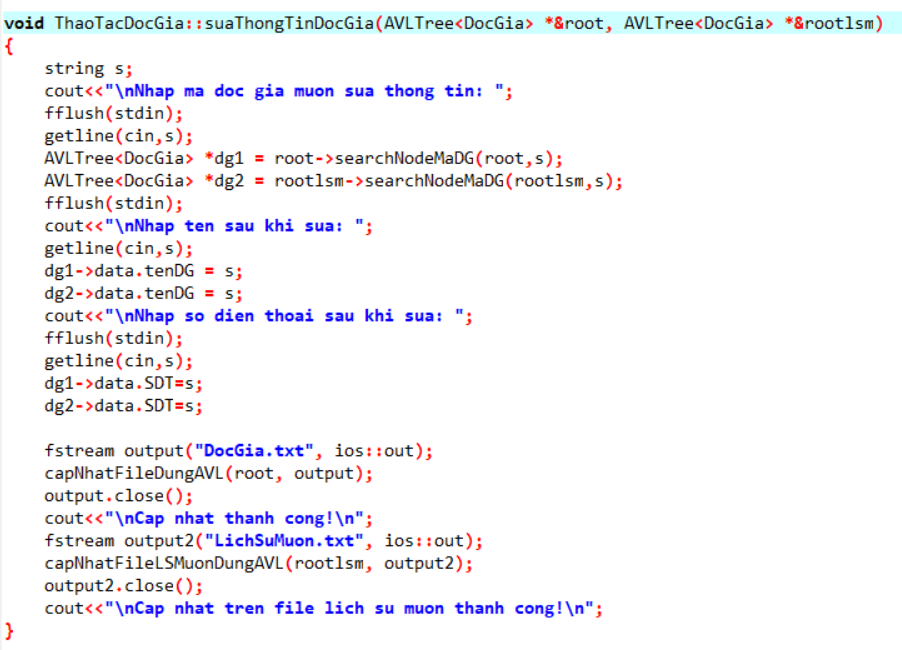 void ThaoTacDocGia::suaThongTinDocGia(AVLTree<DocGia> *&root, AVLTree<DocGia> *&rootlsm)
{
    string s;
    cout<<"\nNhap ma doc gia muon sua thong tin: ";
    fflush(stdin);
    getline(cin,s);
    AVLTree<DocGia> *dg1 = root->searchNodeMaDG(root,s);
    AVLTree<DocGia> *dg2 = rootlsm->searchNodeMaDG(rootlsm,s);
    fflush(stdin);
    cout<<"\nNhap ten sau khi sua: ";
    getline(cin,s);
    dg1->data.tenDG = s;
    dg2->data.tenDG = s;
    cout<<"\nNhap so dien thoai sau khi sua: ";
    fflush(stdin);
    getline(cin,s);
    dg1->data.SDT=s;
    dg2->data.SDT=s;

    fstream output("DocGia.txt", ios::out);
    capNhatFileDungAVL(root, output);
    output.close();
    cout<<"\nCap nhat thanh cong!\n";
    fstream output2("LichSuMuon.txt", ios::out);
    capNhatFileLSMuonDungAVL(rootlsm, output2);
    output2.close();
    cout<<"\nCap nhat tren file lich su muon thanh cong!\n";
}